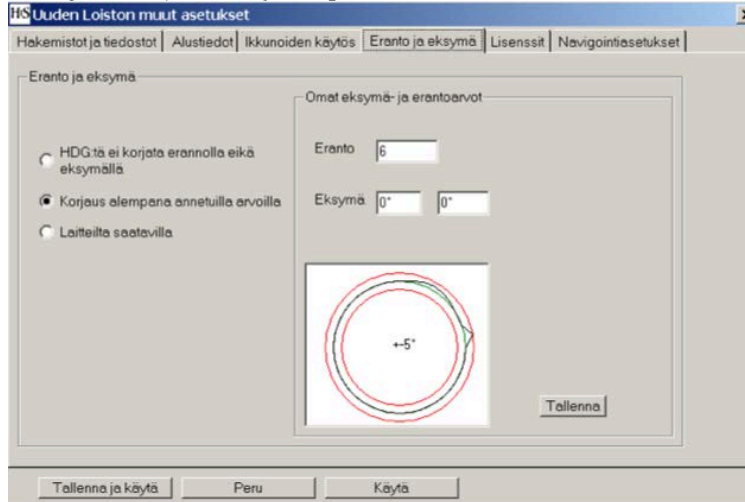 HS Uuden Loiston muut asetukset
Hakemistot ja tiedostot Alustiedot Ikkunoiden käytös Eranto ja eksymä Lisenssit Navigointiasetukset
Eranto ja eksymä
HDG:tä ei korjata erannolla eikä
eksymällä
Korjaus alempana annetuilla arvoilla
Laitteilta saatavilla
Omat eksymä- ja erantoarvot
Eranto 6
Eksymä 0° 0°
+-5°
Tallenna
Tallenna ja käytä Peru Käytä